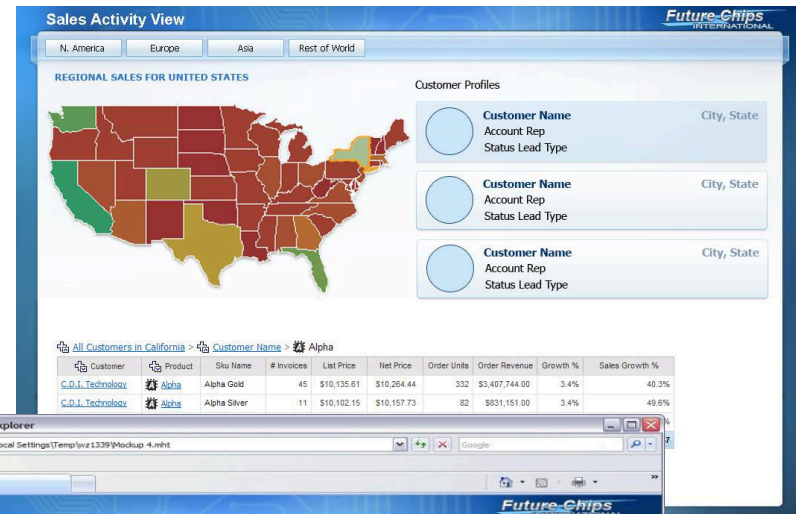 Sales Activity View
Future-Chips
INTERNATIONAL
N. America Europe Asia Rest of World
REGIONAL SALES FOR UNITED STATES
Customer Profiles
Customer Name City, State
Account Rep
Status Lead Type
Customer Name City, State
Account Rep
Status Lead Type
Customer Name City, State
Account Rep
Status Lead Type
All Customers in California > Customer Name > Alpha
Customer Product Sku Name # Invoices List Price Net Price Order Units Order Revenue Growth % Sales Growth %
C.D.I. Technology Alpha Alpha Gold 45 $10,135.61 $10,264.44 332 $3,407,744.00 3.4% 40.3%
C.D.I. Technology Alpha Alpha Silver 11 $10,102.15 $10,157.73 82 $831,151.00 3.4% 49.6%
%
xplorer
7
ocal Settings\Temp\wz1339\Mockup 4.mht Google
»
Future-Chips